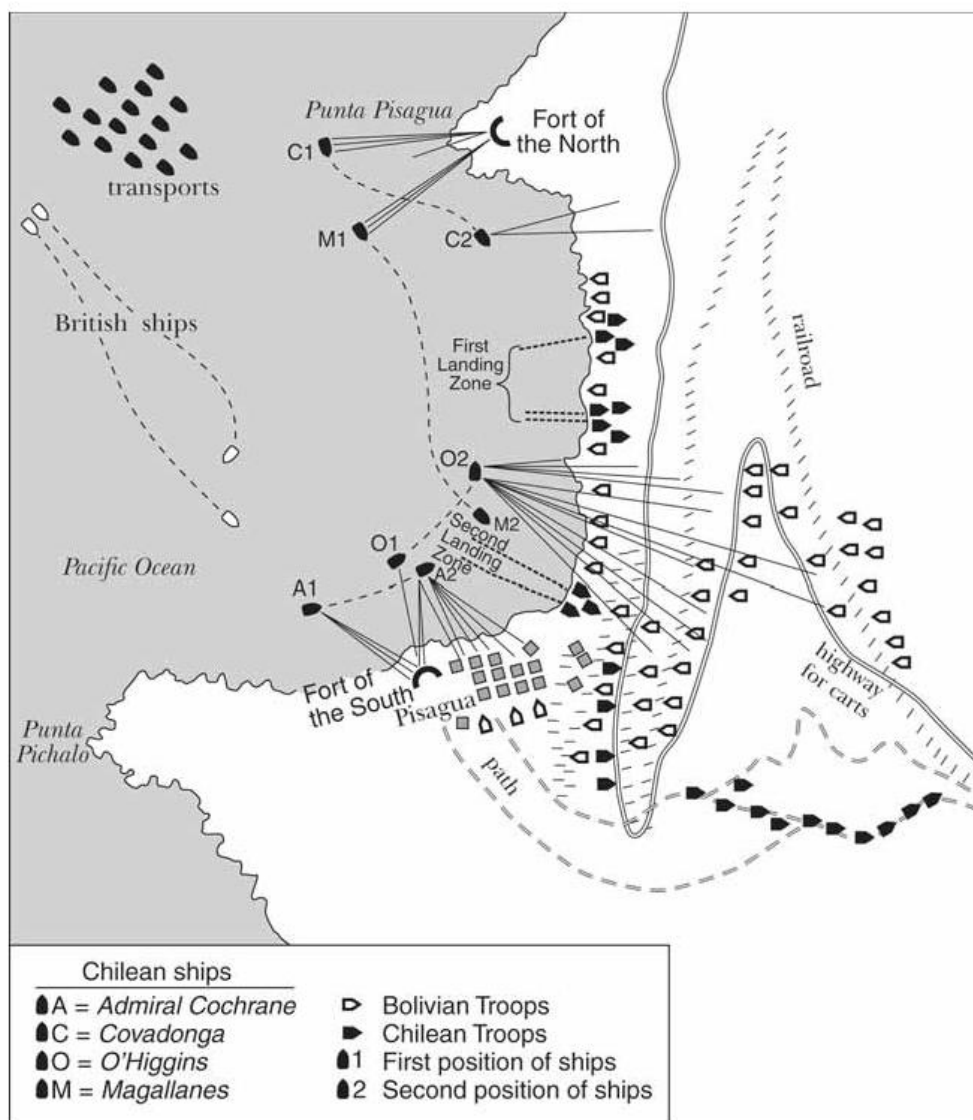 Punta Pisagua
Fort of
the North
C1
transports
M1
C2
British ships
First
Landing
Zone
railroad
O2
M2
Second
Landing
Zone
O1
A2
Pacific Ocean
A1
Fort of
the South
Pisagua
highway
for carts
Punta
Pichalo
path
Chilean ships
A = Admiral Cochrane
C = Covadonga
O = O'Higgins
M = Magallanes
Bolivian Troops
Chilean Troops
1 First position of ships
2 Second position of ships